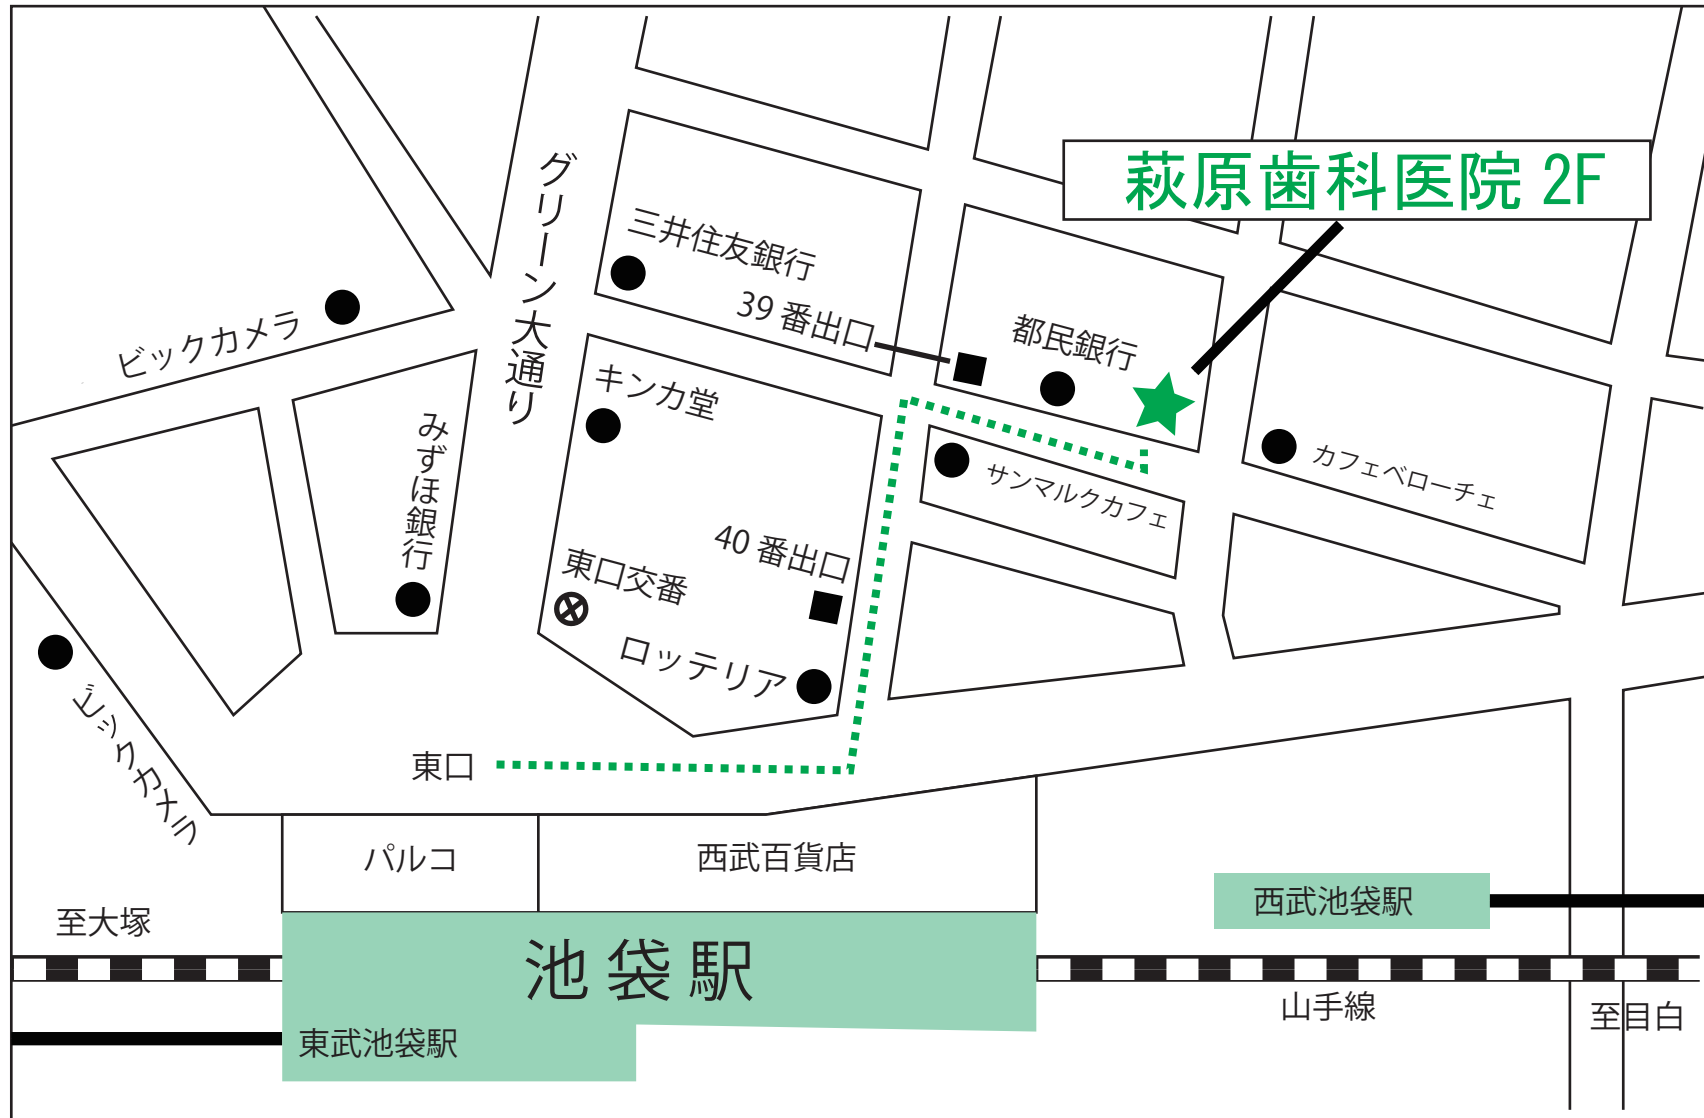 萩原歯科医院 2F
グリーン大通り
三井住友銀行
39 番出口
都民銀行
ビックカメラ
キンカ堂
みずほ銀行
サンマルクカフェ
カフェベローチェ
40 番出口
東口交番
ロッテリア
ビックカメラ
東口
パルコ
西武百貨店
西武池袋駅
至大塚
池袋駅
山手線
至目白
東武池袋駅